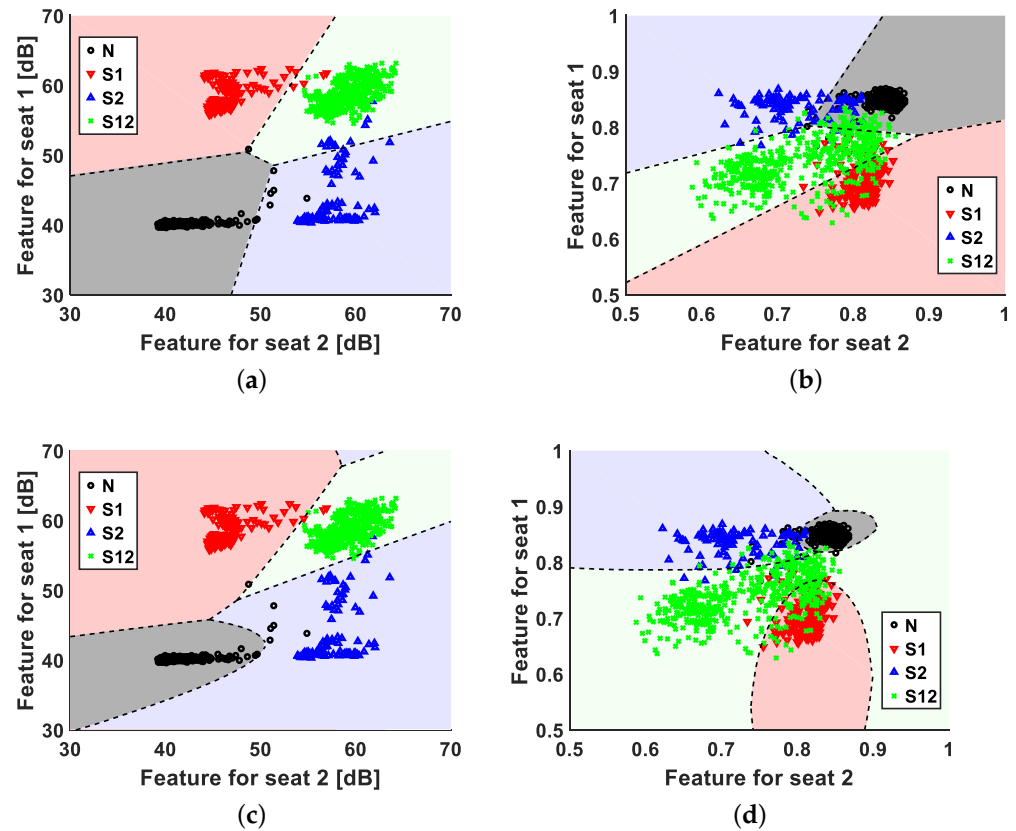 70
60
50
40
30
Feature for seat 1 [dB]
N
S1
S2
S12
30 40 50 60 70
Feature for seat 2 [dB]
(a)
1
0.9
0.8
0.7
0.6
0.5
Feature for seat 1
N
S1
S2
S12
0.5 0.6 0.7 0.8 0.9 1
Feature for seat 2
(b)
70
60
50
40
30
Feature for seat 1 [dB]
N
S1
S2
S12
30 40 50 60 70
Feature for seat 2 [dB]
(c)
1
0.9
0.8
0.7
0.6
0.5
Feature for seat 1
N
S1
S2
S12
0.5 0.6 0.7 0.8 0.9 1
Feature for seat 2
(d)